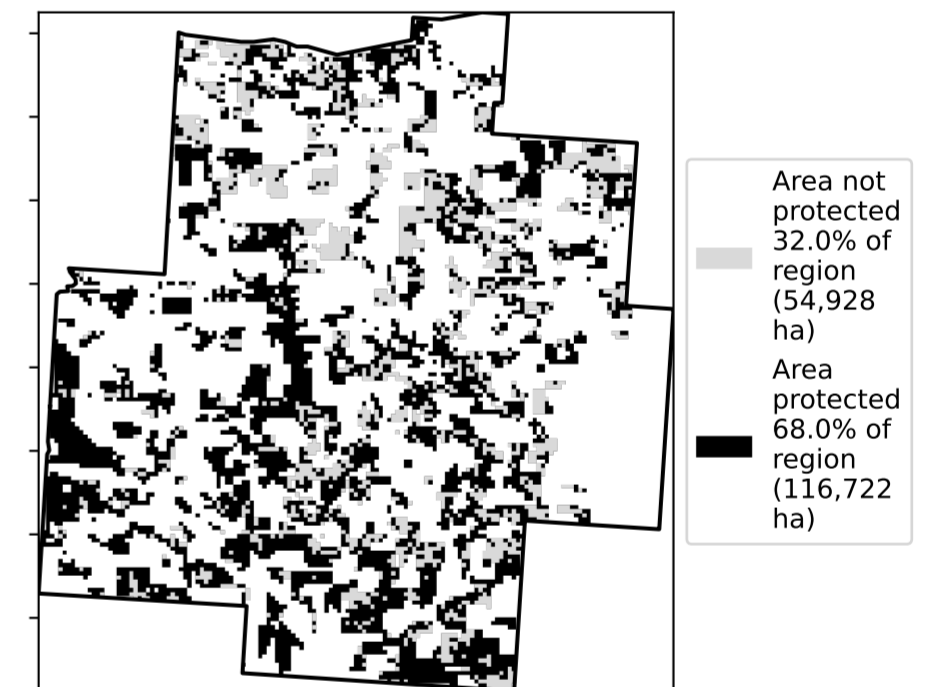 Area not
protected
32.0% of
region
(54,928
ha)
Area
protected
68.0% of
region
(116,722
ha)